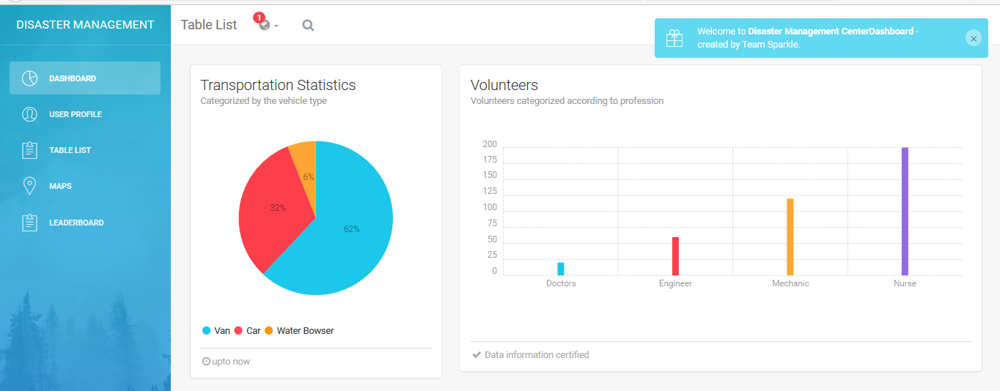 DISASTER MANAGEMENT
DASHBOARD
USER PROFILE
TABLE LIST
MAPS
LEADERBOARD
Table List
1
Welcome to Disaster Management CenterDashboard -
created by Team Sparkle.
Transportation Statistics
Categorized by the vehicle type
6%
32%
62%
Van Car Water Bowser
upto now
Volunteers
Volunteers categorized according to profession
200
175
150
125
100
75
50
25
0
Doctors Engineer Mechanic Nurse
Data information certified